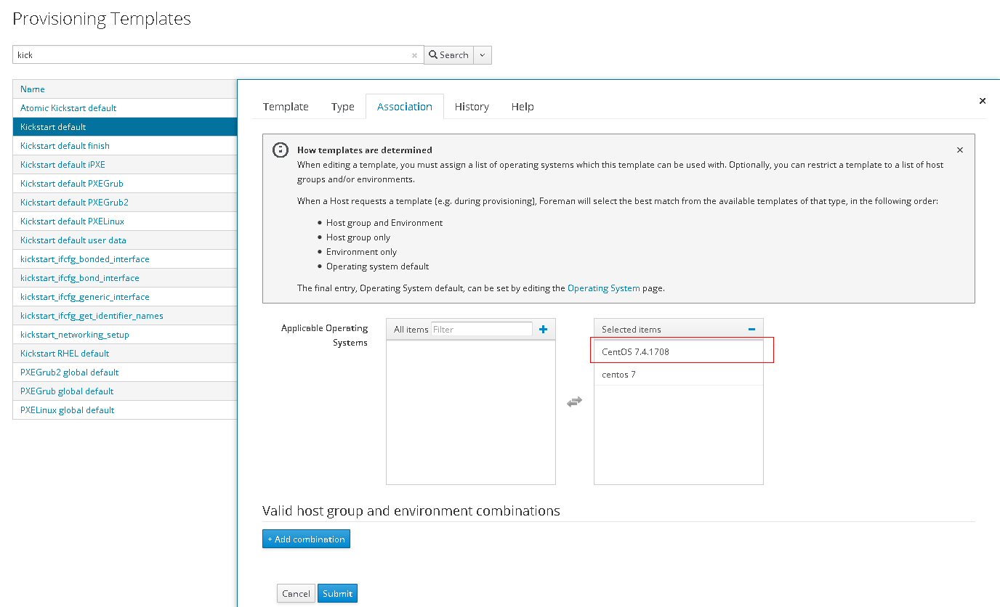 Provisioning Templates
kick
Search
Name
Atomic Kickstart default
Kickstart default
Kickstart default finish
Kickstart default iPXE
Kickstart default PXEGrub
Kickstart default PXEGrub2
Kickstart default PXELinux
Kickstart default user data
kickstart_ifcfg_bonded_interface
kickstart_ifcfg_bond_interface
kickstart_ifcfg_generic_interface
kickstart_ifcfg_get_identifier_names
kickstart_networking_setup
Kickstart RHEL default
PXEGrub2 global default
PXEGrub global default
PXELinux global default
Template Type Association History Help
How templates are determined
When editing a template, you must assign a list of operating systems which this template can be used with. Optionally, you can restrict a template to a list of host
groups and/or environments.
When a Host requests a template (e.g. during provisioning), Foreman will select the best match from the available templates of that type, in the following order:
Host group and Environment
Host group only
Environment only
Operating system default
The final entry, Operating System default, can be set by editing the Operating System page.
Applicable Operating
Systems
All items Filter
Selected items
CentOS 7.4.1708
centos 7
Valid host group and environment combinations
+ Add combination
Cancel Submit